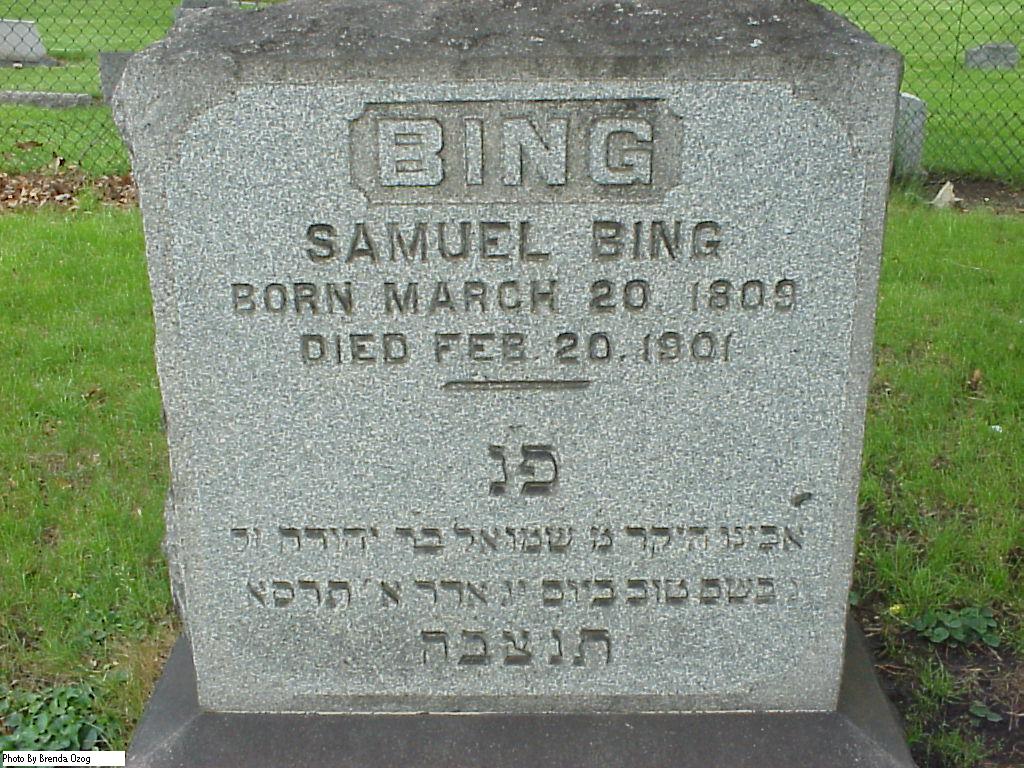 BING
SAMUEL BING
BORN MARCH 20. 1809
DIED FEB. 20. 1901
פנ
אבינו היקר מ שמואל בר יהודה זל
נ בשם טוב ביום אדר א׳ תרסא
תנצבה
Photo By Brenda Ozog